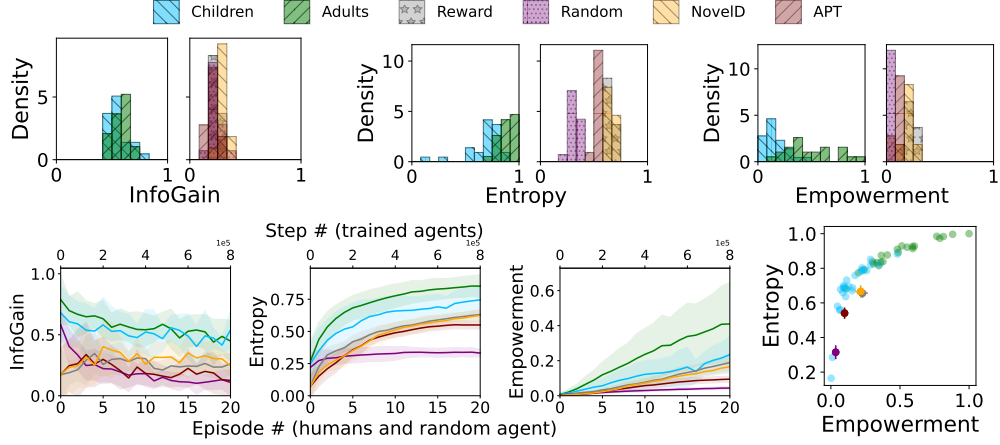 Children Adults Reward Random NovelD APT
Density
5
0
0 1 0 1
InfoGain
Density
10
5
0
0 1 0 1
Entropy
Density
10
5
0
0 1 0 1
Empowerment
Step # (trained agents)
0 2 4 6 8
1e5
InfoGain
1.0
0.5
0.0
0 5 10 15 20
0 2 4 6 8
1e5
Entropy
0.75
0.50
0.25
0.00
0 5 10 15 20
0 2 4 6 8
1e5
Empowerment
0.6
0.4
0.2
0.0
0 5 10 15 20
Episode # (humans and random agent)
Entropy
1.0
0.8
0.6
0.4
0.2
0.0 0.5 1.0
Empowerment